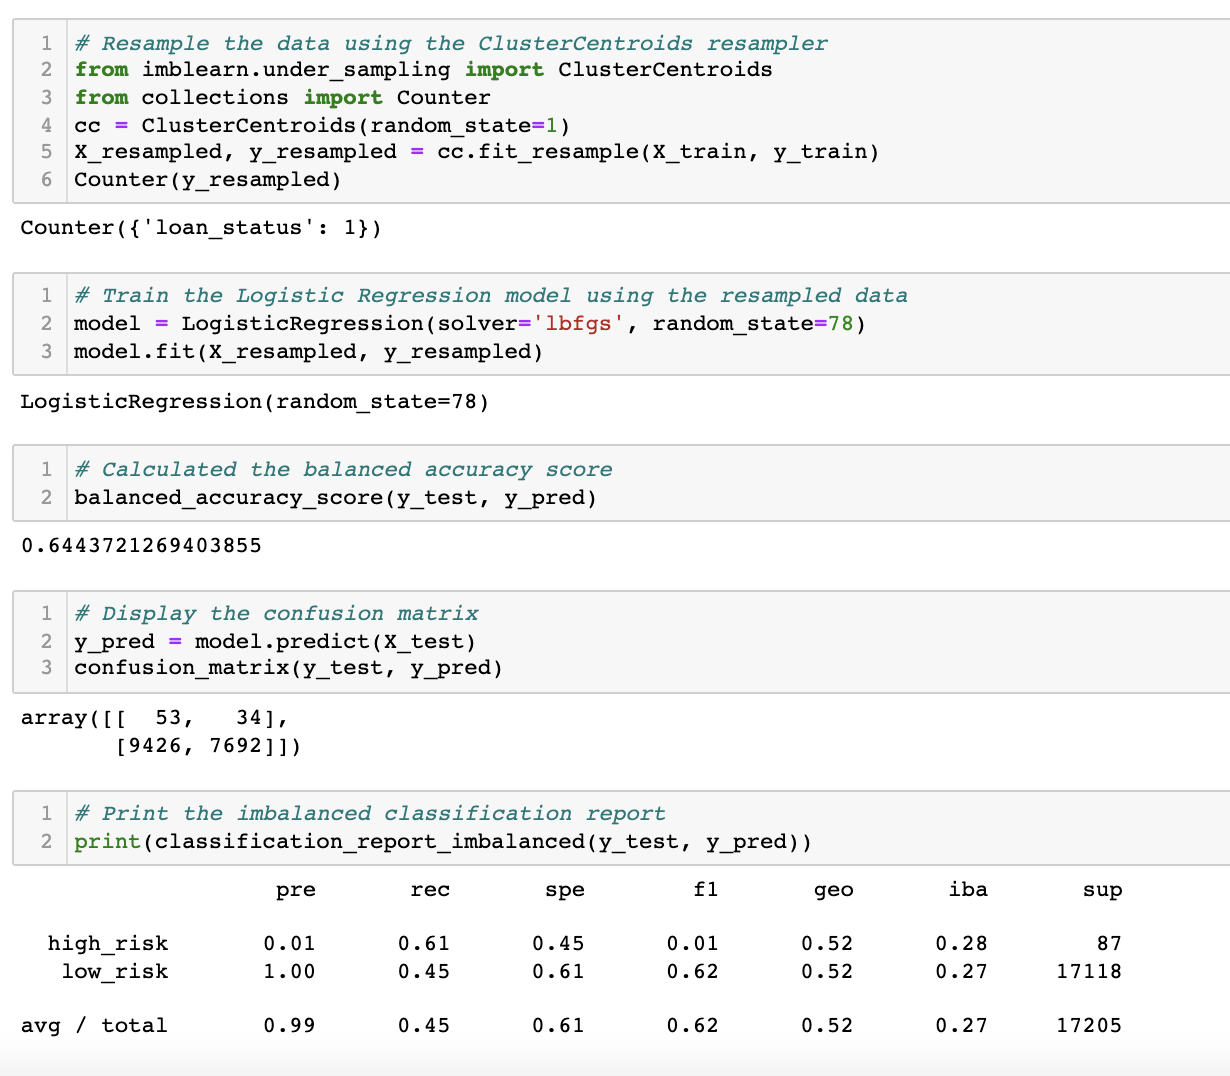 1 # Resample the data using the ClusterCentroids resampler
2 from imblearn.under_sampling import ClusterCentroids
3 from collections import Counter
4 cc = ClusterCentroids(random_state=1)
5 X_resampled, y_resampled = cc.fit_resample(X_train, y_train)
6 Counter(y_resampled)
Counter({'loan_status': 1})
1 # Train the Logistic Regression model using the resampled data
2 model = LogisticRegression(solver='lbfgs', random_state=78)
3 model.fit(X_resampled, y_resampled)
LogisticRegression(random_state=78)
1 # Calculated the balanced accuracy score
2 balanced_accuracy_score(y_test, y_pred)
0.6443721269403855
1 # Display the confusion matrix
2 y_pred = model.predict(X_test)
3 confusion_matrix(y_test, y_pred)
array([[  53,   34],
       [9426, 7692]])
1 # Print the imbalanced classification report
2 print(classification_report_imbalanced(y_test, y_pred))
pre rec spe f1 geo iba sup
high_risk 0.01 0.61 0.45 0.01 0.52 0.28 87
low_risk 1.00 0.45 0.61 0.62 0.52 0.27 17118
avg / total 0.99 0.45 0.61 0.62 0.52 0.27 17205